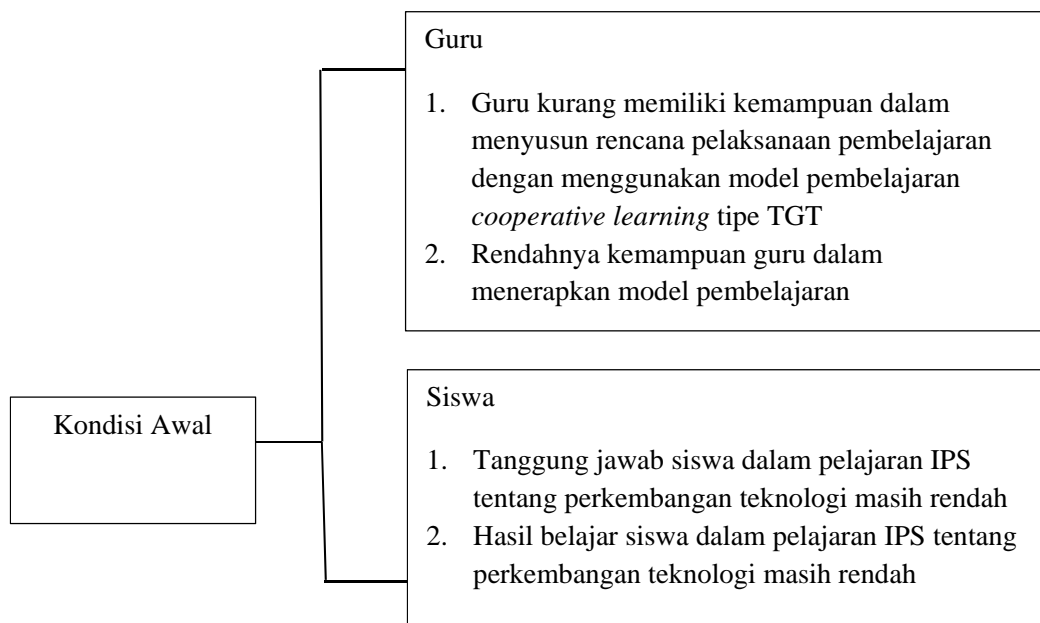 Guru
1. Guru kurang memiliki kemampuan dalam
menyusun rencana pelaksanaan pembelajaran
dengan menggunakan model pembelajaran
cooperative learning tipe TGT
2. Rendahnya kemampuan guru dalam
menerapkan model pembelajaran
Kondisi Awal
Siswa
1. Tanggung jawab siswa dalam pelajaran IPS
tentang perkembangan teknologi masih rendah
2. Hasil belajar siswa dalam pelajaran IPS tentang
perkembangan teknologi masih rendah